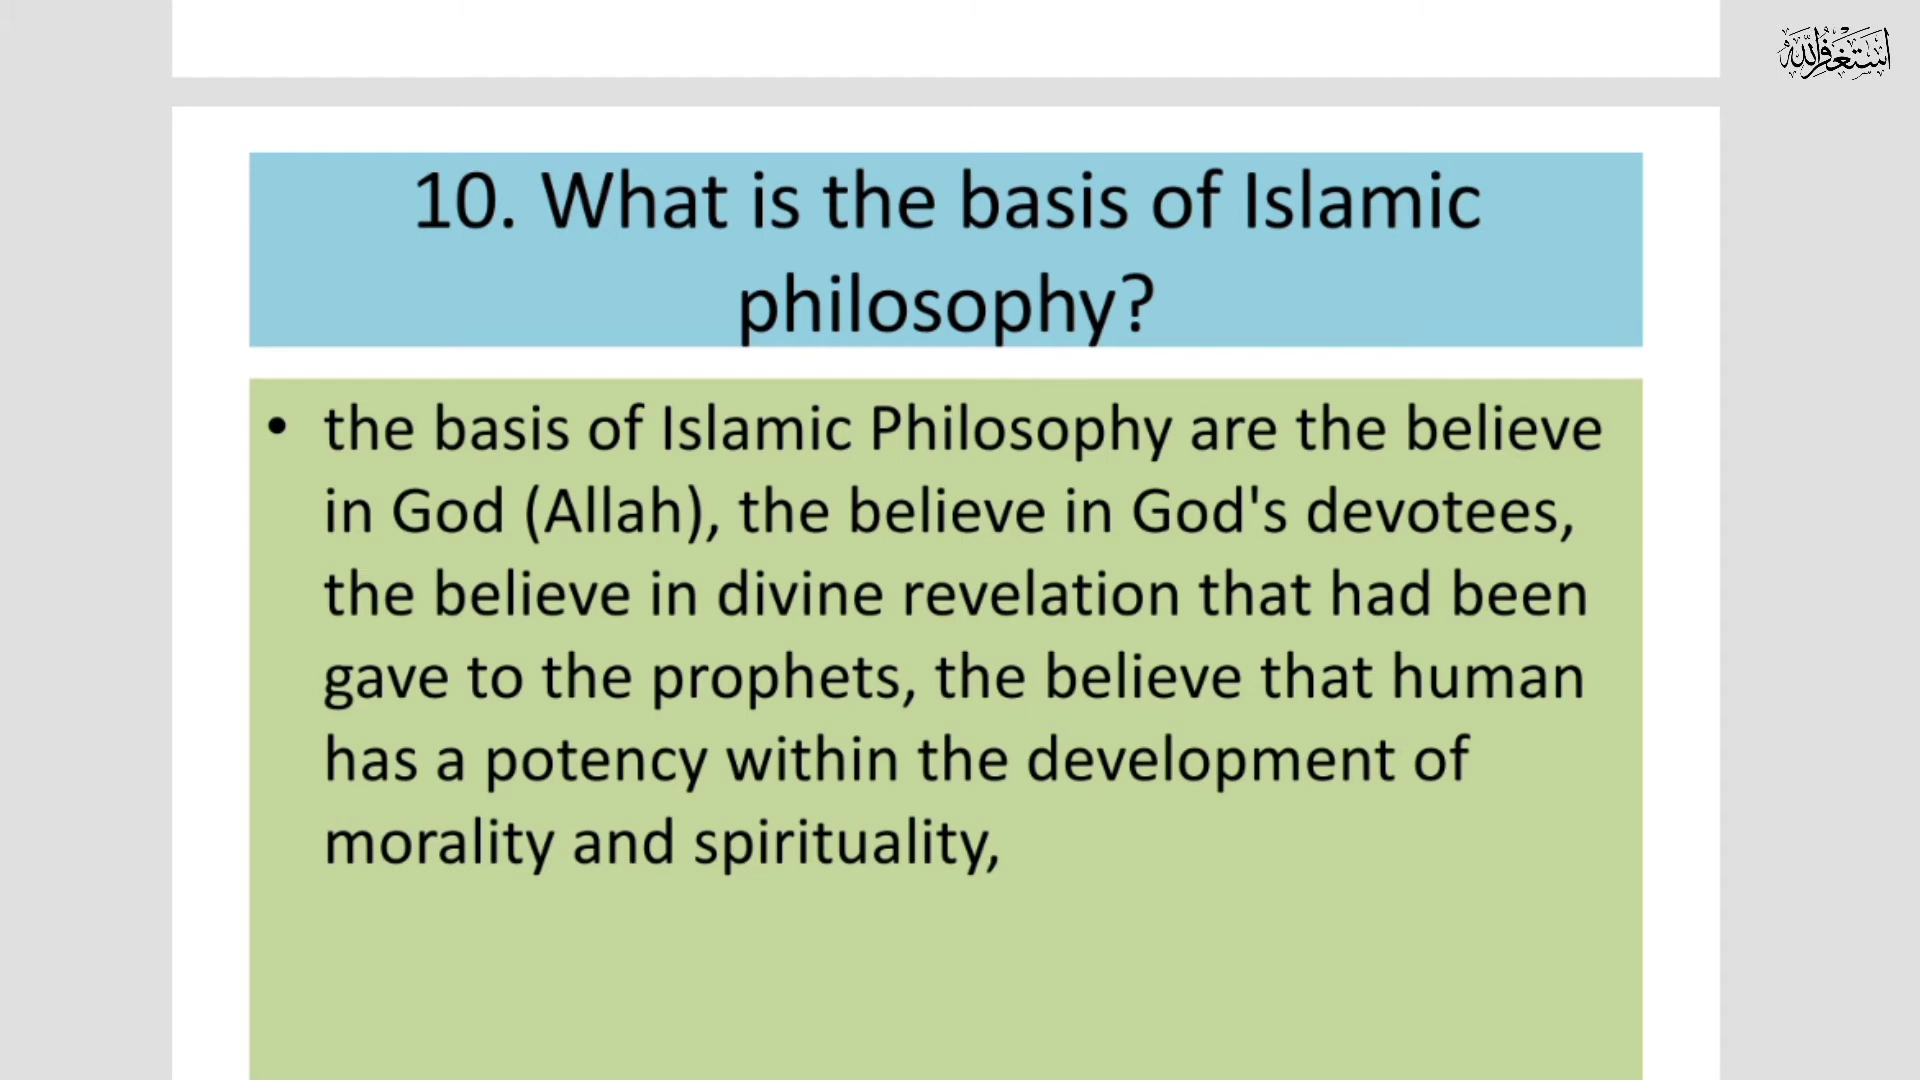 استغفر الله
10. What is the basis of Islamic
philosophy?
• the basis of Islamic Philosophy are the believe
in God (Allah), the believe in God's devotees,
the believe in divine revelation that had been
gave to the prophets, the believe that human
has a potency within the development of
morality and spirituality,